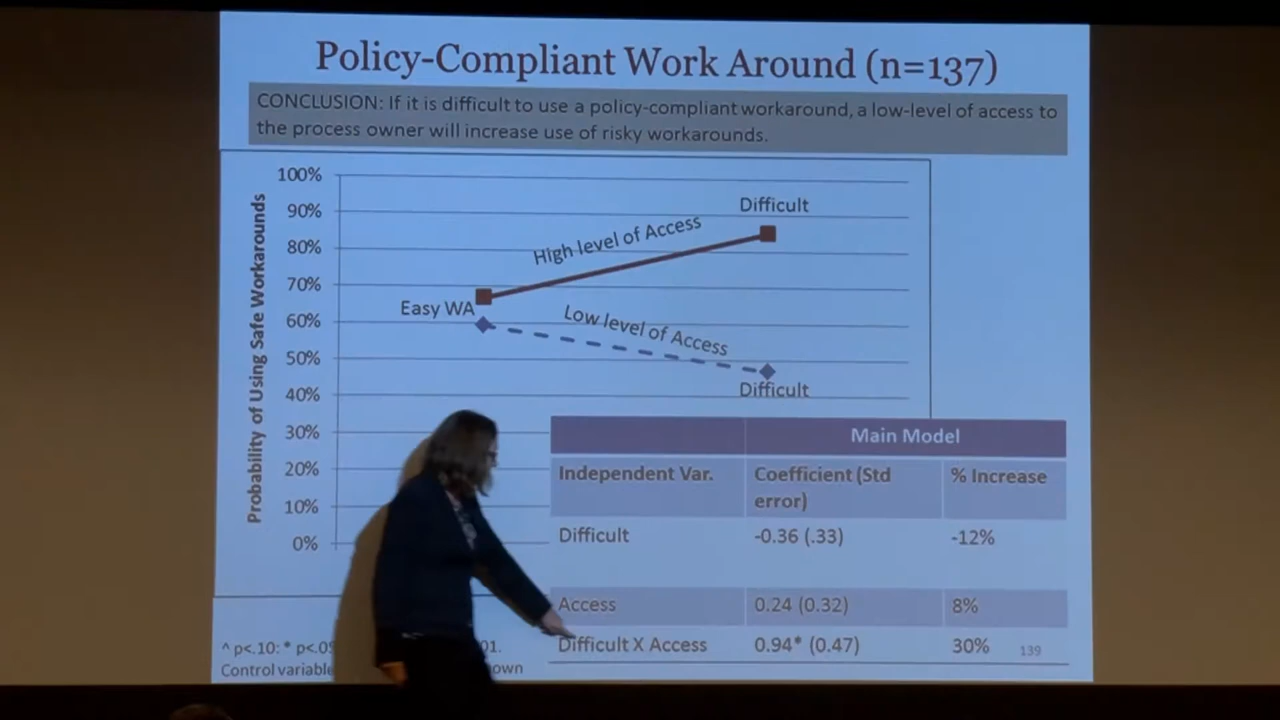 Policy-Compliant Work Around (n=137)
CONCLUSION: If it is difficult to use a policy-compliant workaround, a low-level of access to
the process owner will increase use of risky workarounds.
Probability of Using Safe Workarounds
100%
90%
80%
70%
60%
50%
40%
30%
20%
10%
0%
Difficult
High level of Access
Easy WA
Low level of Access
Difficult
Main Model
Independent Var.
Coefficient (Std
error)
% Increase
Difficult
-0.36 (.33)
-12%
Access
0.24 (0.32)
8%
Difficult X Access
0.94* (0.47)
30%
139
^ p<.10: * p<.05
01.
Control variable
own